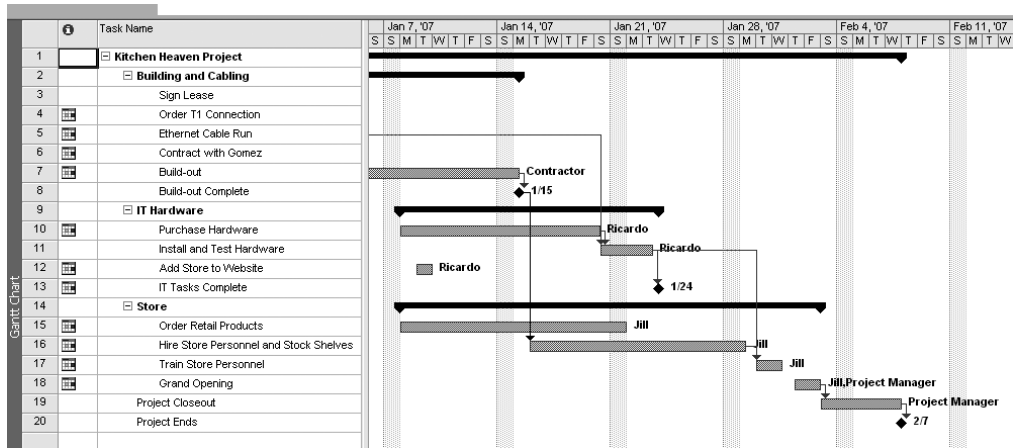 Task Name Jan 7, '07 Jan 14, '07 Jan 21, '07 Jan 28, '07 Feb 4, '07 Feb 11, '07
S S M T W T F S S M T W T F S S M T W T F S S M T W T F S S M T W T F S S M T W
1 Kitchen Heaven Project
2 Building and Cabling
3 Sign Lease
4 Order T1 Connection
5 Ethernet Cable Run
6 Contract with Gomez
7 Build-out Contractor
8 Build-out Complete 1/15
9 IT Hardware
10 Purchase Hardware Ricardo
11 Install and Test Hardware Ricardo
12 Add Store to Website Ricardo
13 IT Tasks Complete 1/24
14 Store
15 Order Retail Products Jill
16 Hire Store Personnel and Stock Shelves Jill
17 Train Store Personnel Jill
18 Grand Opening Jill,Project Manager
19 Project Closeout Project Manager
20 Project Ends 2/7
Gantt Chart